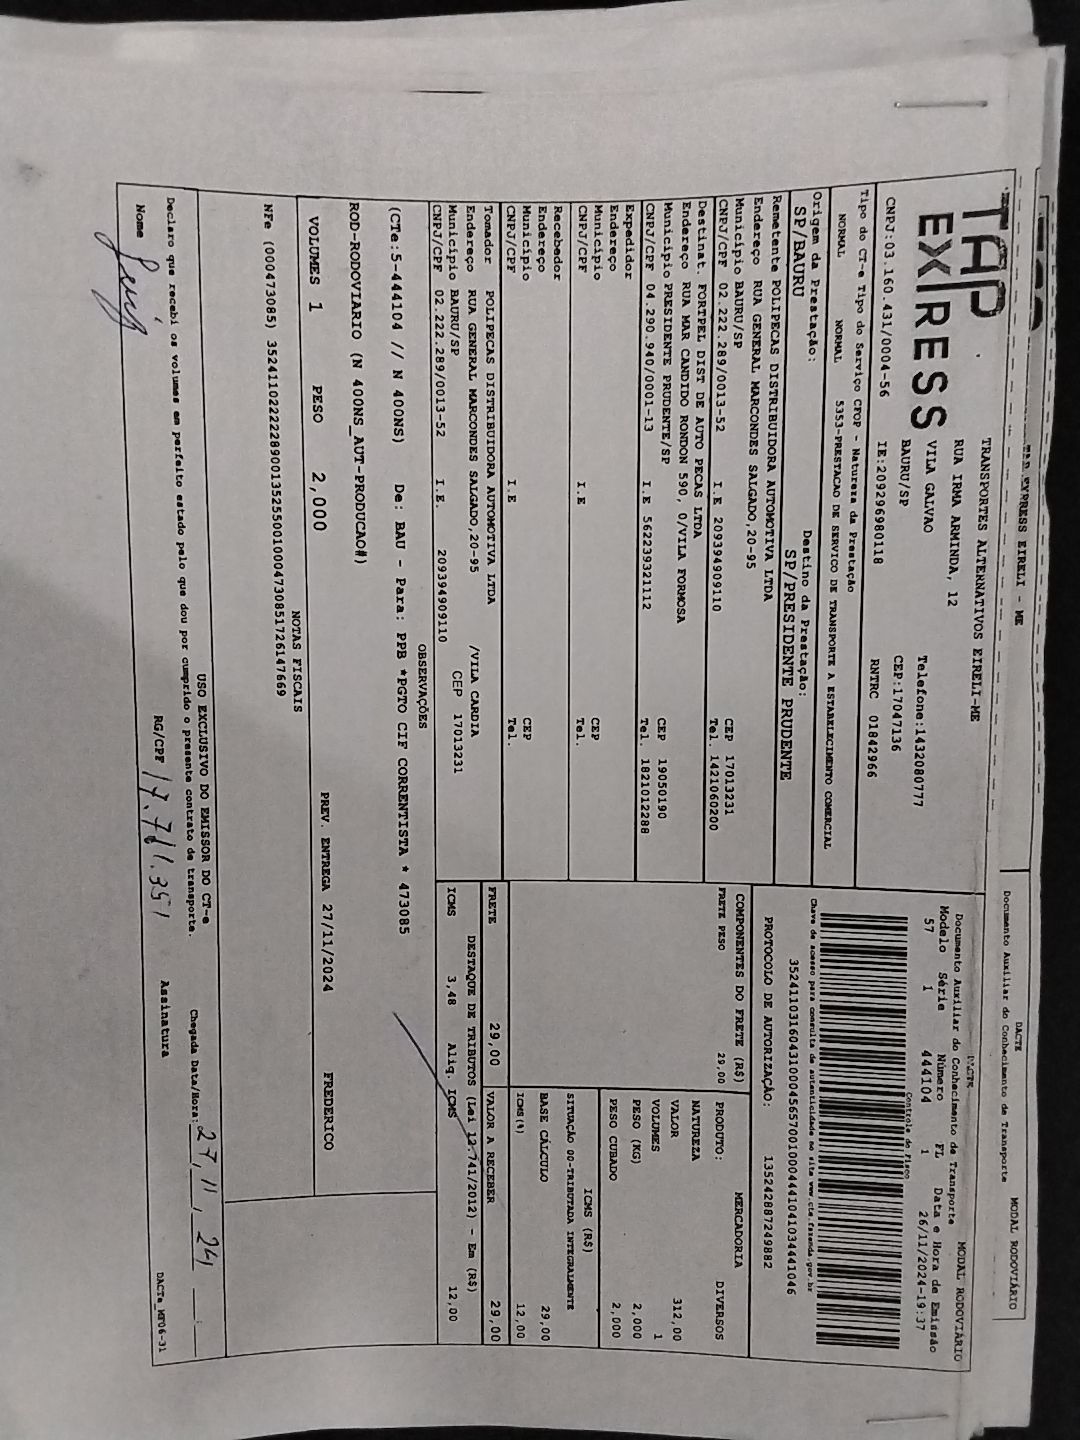 TAP EXPRESS EIRELI - ME
DACTE
Documento Auxiliar do Conhecimento de Transporte
MODAL RODOVIÁRIO
TAP EXPRESS
TRANSPORTES ALTERNATIVOS EIRELI-ME
RUA IRMA ARMINDA, 12
VILA GALVAO
Telefone:1432080777
BAURU/SP
CEP:17047136
CNPJ:03.160.431/0004-56
IE:209296980118
RNTRC 01842966
DACTE
Documento Auxiliar do Conhecimento de Transporte MODAL RODOVIÁRIO
Modelo Série Número FL Data e Hora de Emissão
57 1 444104 1 26/11/2024-19:37
Controle do Fisco
Chave de acesso para consulta de autenticidade no site www.cte.fazenda.gov.br
35241103160431000456570010004441041034441046
PROTOCOLO DE AUTORIZAÇÃO: 135242887249882
Tipo do CT-e Tipo do Serviço CFOP - Natureza da Prestação
NORMAL NORMAL 5353-PRESTACAO DE SERVICO DE TRANSPORTE A ESTABELECIMENTO COMERCIAL
Origem da Prestação: Destino da Prestação:
SP/BAURU SP/PRESIDENTE PRUDENTE
Remetente POLIPECAS DISTRIBUIDORA AUTOMOTIVA LTDA
Endereço RUA GENERAL MARCONDES SALGADO,20-95
Município BAURU/SP CEP 17013231
CNPJ/CPF 02.222.289/0013-52 I.E 209394909110 Tel. 1421060200
Destinat. FORTPEL DIST DE AUTO PECAS LTDA
Endereço RUA MAR CANDIDO RONDON 590, 0/VILA FORMOSA
Município PRESIDENTE PRUDENTE/SP CEP 19050190
CNPJ/CPF 04.290.940/0001-13 I.E 562239321112 Tel. 1821012288
Expedidor
Endereço
Município CEP
CNPJ/CPF I.E Tel.
Recebedor
Endereço
Município CEP
CNPJ/CPF I.E Tel.
Tomador POLIPECAS DISTRIBUIDORA AUTOMOTIVA LTDA
Endereço RUA GENERAL MARCONDES SALGADO,20-95 /VILA CARDIA
Município BAURU/SP CEP 17013231
CNPJ/CPF 02.222.289/0013-52 I.E. 209394909110
COMPONENTES DO FRETE (R$)
FRETE PESO 29,00
FRETE 29,00
VALOR A RECEBER 29,00
PRODUTO: MERCADORIA
NATUREZA DIVERSOS
VALOR 312,00
VOLUMES 1
PESO (KG) 2,000
PESO CUBADO 2,000
ICMS (R$)
SITUAÇÃO 00-TRIBUTADA INTEGRALMENTE
BASE CÁLCULO 29,00
ICMS(%) 12,00
DESTAQUE DE TRIBUTOS (Lei 12.741/2012) - Em (R$)
ICMS 3,48 Aliq. ICMS 12,00
OBSERVAÇÕES
(CTe:5-444104 // N 400NS) De: BAU - Para: PPB *PGTO CIF CORRENTISTA * 473085
ROD-RODOVIARIO (N 400NS_AUT-PRODUCAO#)
VOLUMES 1 PESO 2,000 PREV. ENTREGA 27/11/2024 FREDERICO
NOTAS FISCAIS
NFe (000473085) 35241102222289001352550010004730851726147669
USO EXCLUSIVO DO EMISSOR DO CT-e
Declaro que recebi os volumes em perfeito estado pelo que dou por cumprido o presente contrato de transporte.
Chegada Data/Hora: 27, 11, 24
Nome
RG/CPF 17.711.351
Assinatura
DACTe_MF06-31